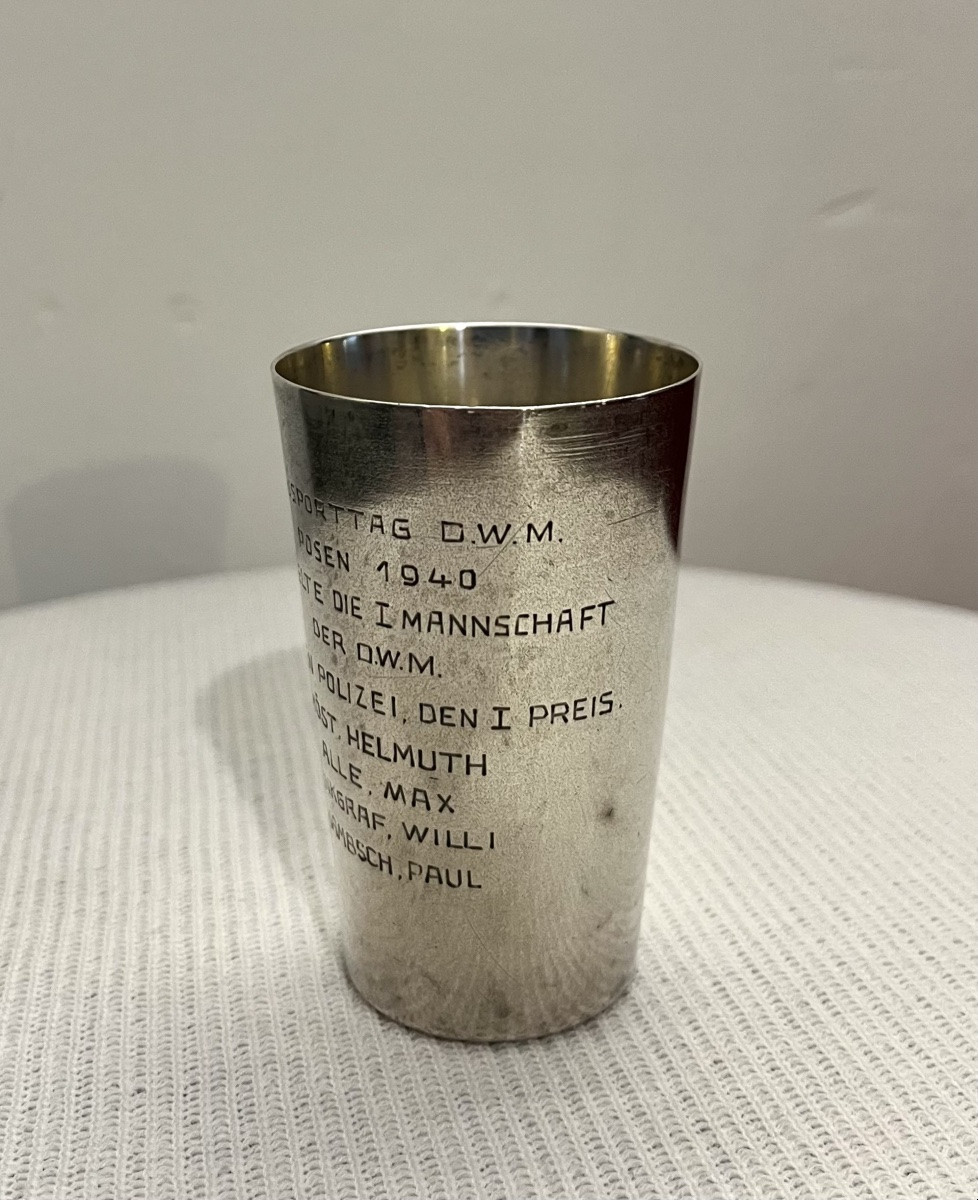 SPORTTAG D.W.M.
POSEN 1940
DIE I MANNSCHAFT
DER D.W.M.
POLIZEI, DEN I PREIS.
HELMUTH
MAX
WILLI
PAUL